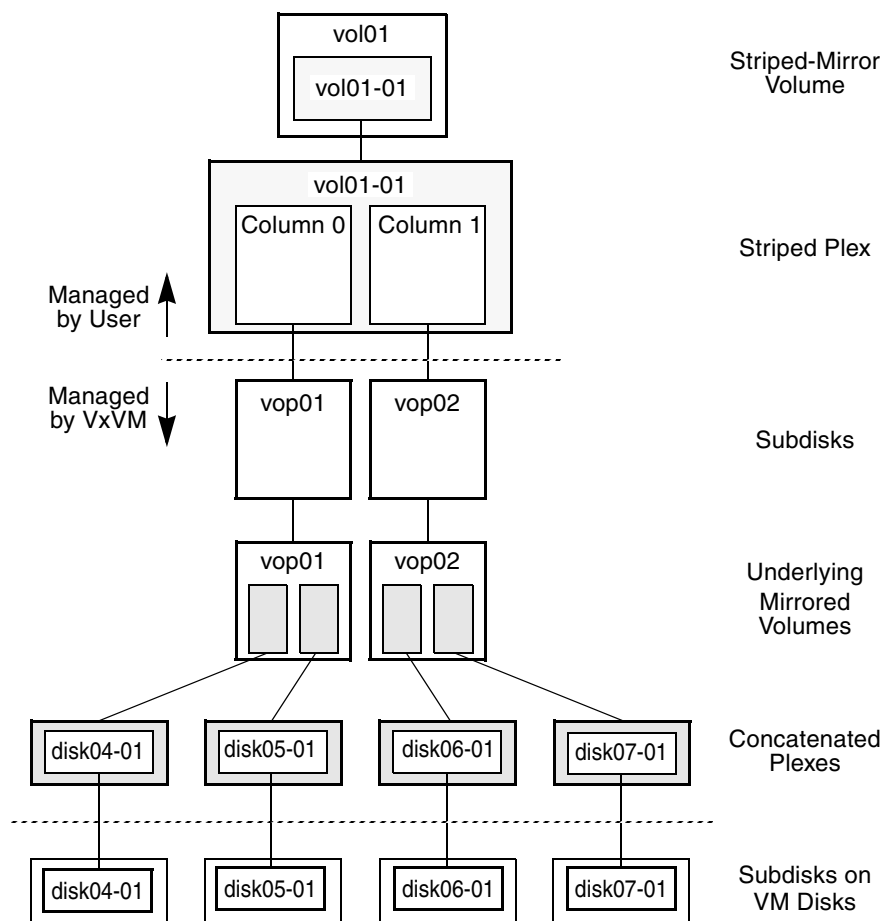 vol01
vol01-01
Striped-Mirror
Volume
vol01-01
Column 0
Column 1
Striped Plex
Managed
by User
Managed
by VxVM
vop01
vop02
Subdisks
vop01
vop02
Underlying
Mirrored
Volumes
disk04-01
disk05-01
disk06-01
disk07-01
Concatenated
Plexes
disk04-01
disk05-01
disk06-01
disk07-01
Subdisks on
VM Disks